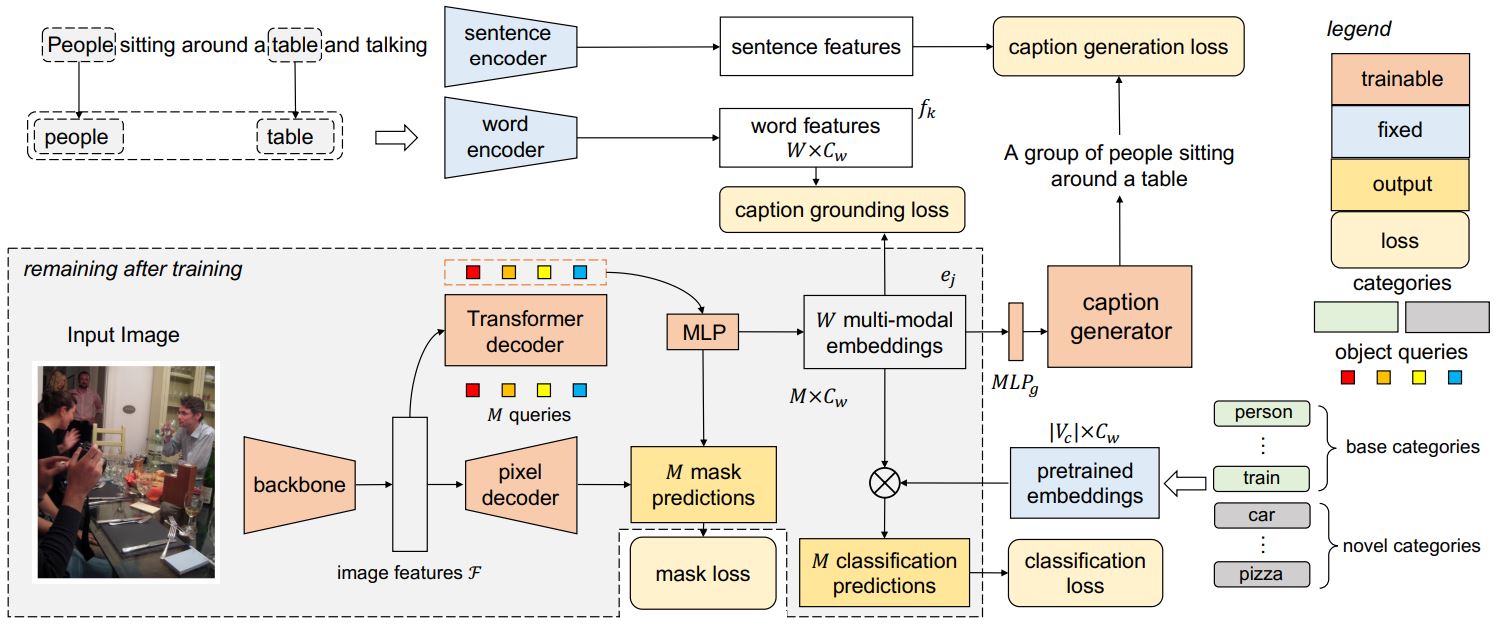 People sitting around a table and talking
people
table
sentence
encoder
sentence features
caption generation loss
word
encoder
word features
W×C_w
f_k
caption grounding loss
A group of people sitting
around a table
legend
trainable
fixed
output
loss
categories
object queries
remaining after training
Input Image
Transformer
decoder
M queries
MLP
e_j
W multi-modal
embeddings
M×C_w
MLP_g
caption
generator
backbone
image features ℱ
pixel
decoder
M mask
predictions
mask loss
|V_c|×C_w
pretrained
embeddings
M classification
predictions
classification
loss
person
⋮
train
base categories
car
⋮
pizza
novel categories